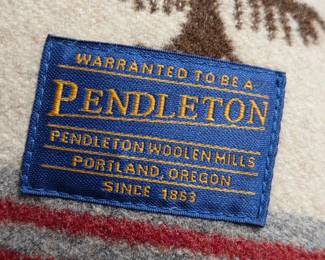 WARRANTED TO BE A
PENDLETON
PENDLETON WOOLEN MILLS
PORTLAND, OREGON
SINCE 1863